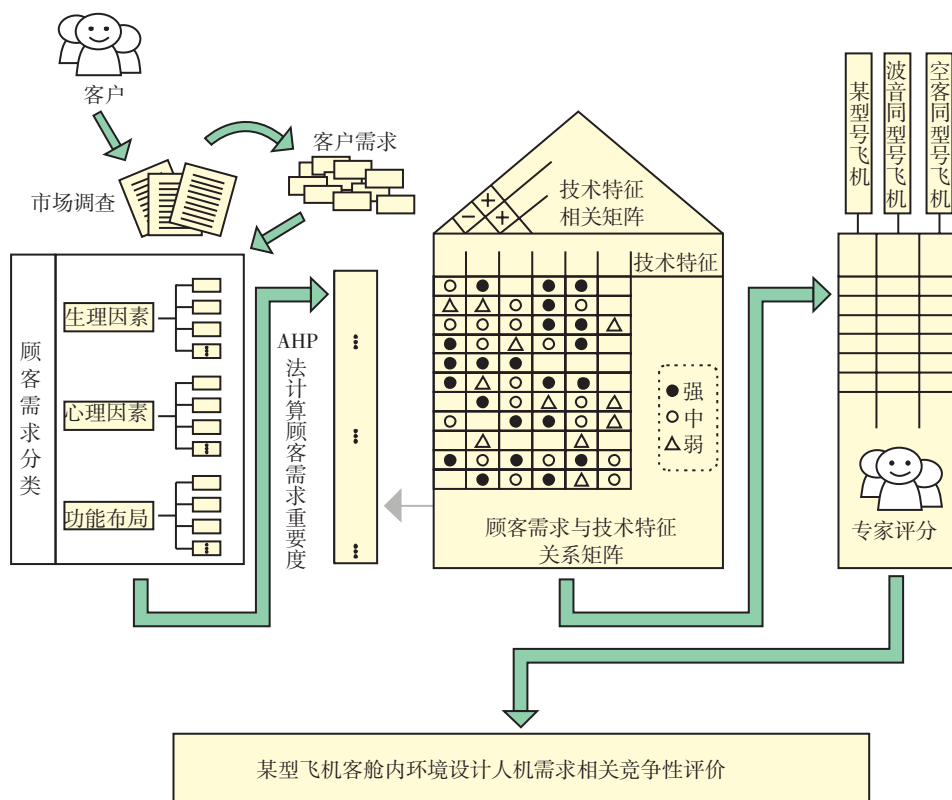 客户
市场调查
客户需求
顾客需求分类
生理因素
心理因素
功能布局
AHP
法计算顾客需求重要度
技术特征
相关矩阵
+
−
+
技术特征
强
中
弱
顾客需求与技术特征
关系矩阵
某型号飞机
波音同型号飞机
空客同型号飞机
专家评分
某型飞机客舱内环境设计人机需求相关竞争性评价